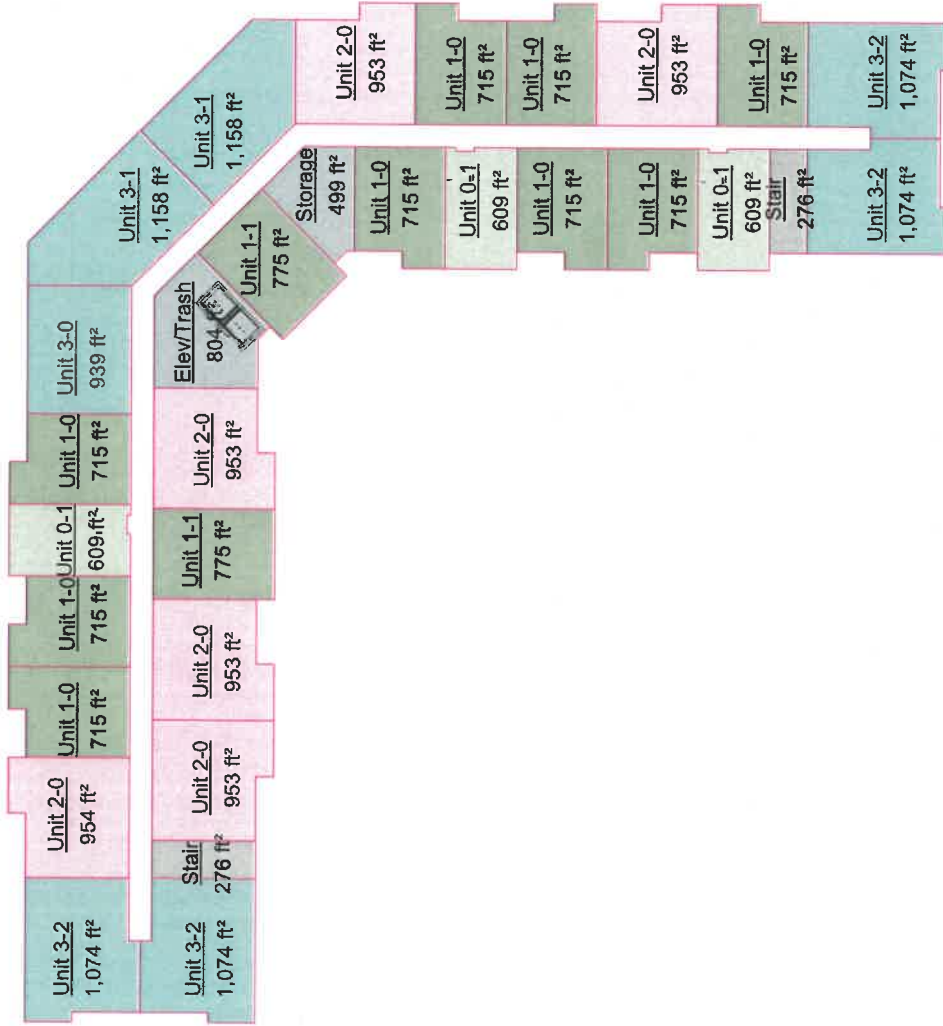 Unit 2-0
953 ft²
Unit 1-0
715 ft²
Unit 1-0
715 ft²
Unit 2-0
953 ft²
Unit 1-0
715 ft²
Unit 3-2
1,074 ft²
Unit 3-1
1,158 ft²
Unit 3-1
1,158 ft²
Storage
499 ft²
Unit 1-0
715 ft²
Unit 0-1
609 ft²
Unit 1-0
715 ft²
Unit 1-0
715 ft²
Unit 0-1
609 ft²
Stair
276 ft²
Unit 3-2
1,074 ft²
Unit 1-1
775 ft²
Elev/Trash
804
Unit 3-0
939 ft²
Unit 1-0
715 ft²
Unit 0-1
609 ft²
Unit 1-0
715 ft²
Unit 1-0
715 ft²
Unit 2-0
954 ft²
Unit 3-2
1,074 ft²
Unit 2-0
953 ft²
Unit 1-1
775 ft²
Unit 2-0
953 ft²
Unit 2-0
953 ft²
Stair
276 ft²
Unit 3-2
1,074 ft²